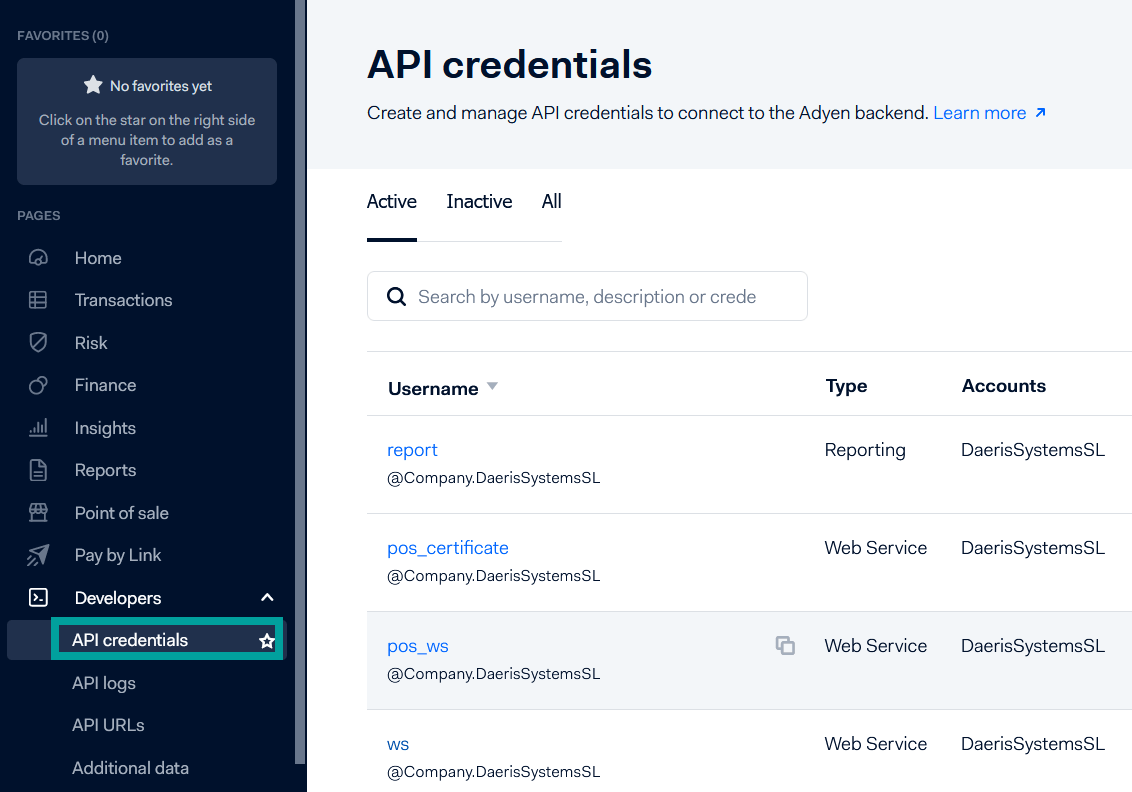 FAVORITES (0)
No favorites yet
Click on the star on the right side
of a menu item to add as a
favorite.
PAGES
Home
Transactions
Risk
Finance
Insights
Reports
Point of sale
Pay by Link
Developers
API credentials
API logs
API URLs
Additional data
API credentials
Create and manage API credentials to connect to the Adyen backend. Learn more
Active Inactive All
Search by username, description or crede
Username Type Accounts
report Reporting DaerisSystemsSL
@Company.DaerisSystemsSL
pos_certificate Web Service DaerisSystemsSL
@Company.DaerisSystemsSL
pos_ws Web Service DaerisSystemsSL
@Company.DaerisSystemsSL
ws Web Service DaerisSystemsSL
@Company.DaerisSystemsSL